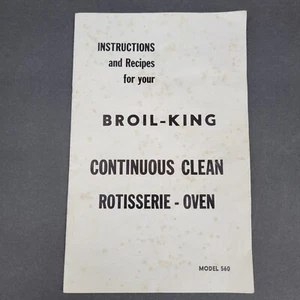 INSTRUCTIONS
and Recipes
for your
BROIL-KING
CONTINUOUS CLEAN
ROTISSERIE - OVEN
MODEL 560